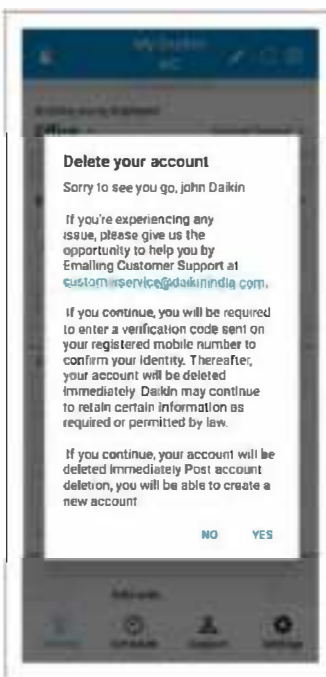 Delete your account
Sorry to see you go, john Daikin
If you're experiencing any
issue, please give us the
opportunity to help you by
Emailing Customer Support at
customerservice@daikinindia.com.
If you continue, you will be required
to enter a verification code sent on
your registered mobile number to
confirm your identity. Thereafter,
your account will be deleted
immediately. Daikin may continue
to retain certain information as
required or permitted by law.
If you continue, your account will be
deleted immediately Post account
deletion, you will be able to create a
new account
NO YES